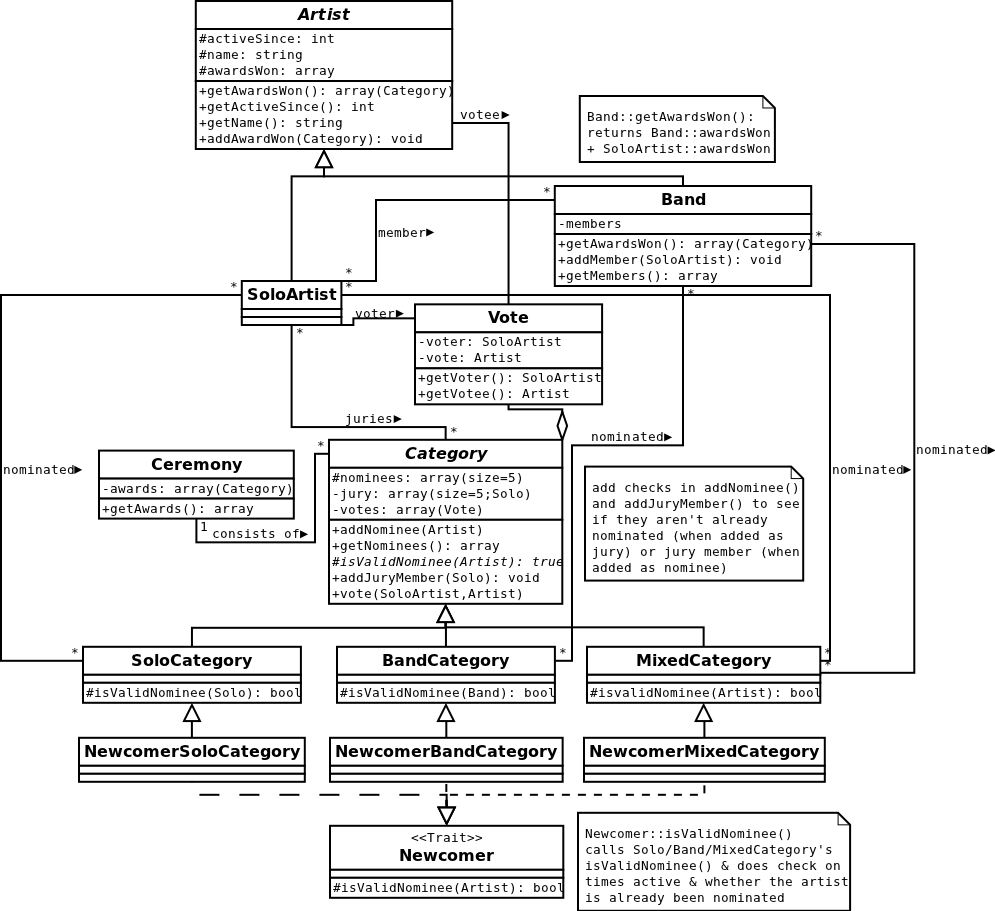 Artist
#activeSince: int
#name: string
#awardsWon: array
+getAwardsWon(): array(Category)
+getActiveSince(): int
+getName(): string
+addAwardWon(Category): void
votee▶
Band::getAwardsWon():
returns Band::awardsWon
+ SoloArtist::awardsWon
*
Band
-members
+getAwardsWon(): array(Category)
+addMember(SoloArtist): void
+getMembers(): array
*
member▶
*
*
*
*
SoloArtist
voter▶
*
Vote
-voter: SoloArtist
-vote: Artist
+getVoter(): SoloArtist
+getVotee(): Artist
juries▶
*
nominated▶
*
nominated▶
nominated▶
nominated▶
Ceremony
-awards: array(Category)
+getAwards(): array
1
consists of▶
Category
#nominees: array(size=5)
-jury: array(size=5;Solo)
-votes: array(Vote)
+addNominee(Artist)
+getNominees(): array
#isValidNominee(Artist): true
+addJuryMember(Solo): void
+vote(SoloArtist,Artist)
add checks in addNominee()
and addJuryMember() to see
if they aren't already
nominated (when added as
jury) or jury member (when
added as nominee)
*
SoloCategory
#isValidNominee(Solo): bool
*
BandCategory
#isValidNominee(Band): bool
*
*
MixedCategory
#isvalidNominee(Artist): bool
NewcomerSoloCategory
NewcomerBandCategory
NewcomerMixedCategory
<<Trait>>
Newcomer
#isValidNominee(Artist): bool
Newcomer::isValidNominee()
calls Solo/Band/MixedCategory's
isValidNominee() & does check on
times active & whether the artist
is already been nominated